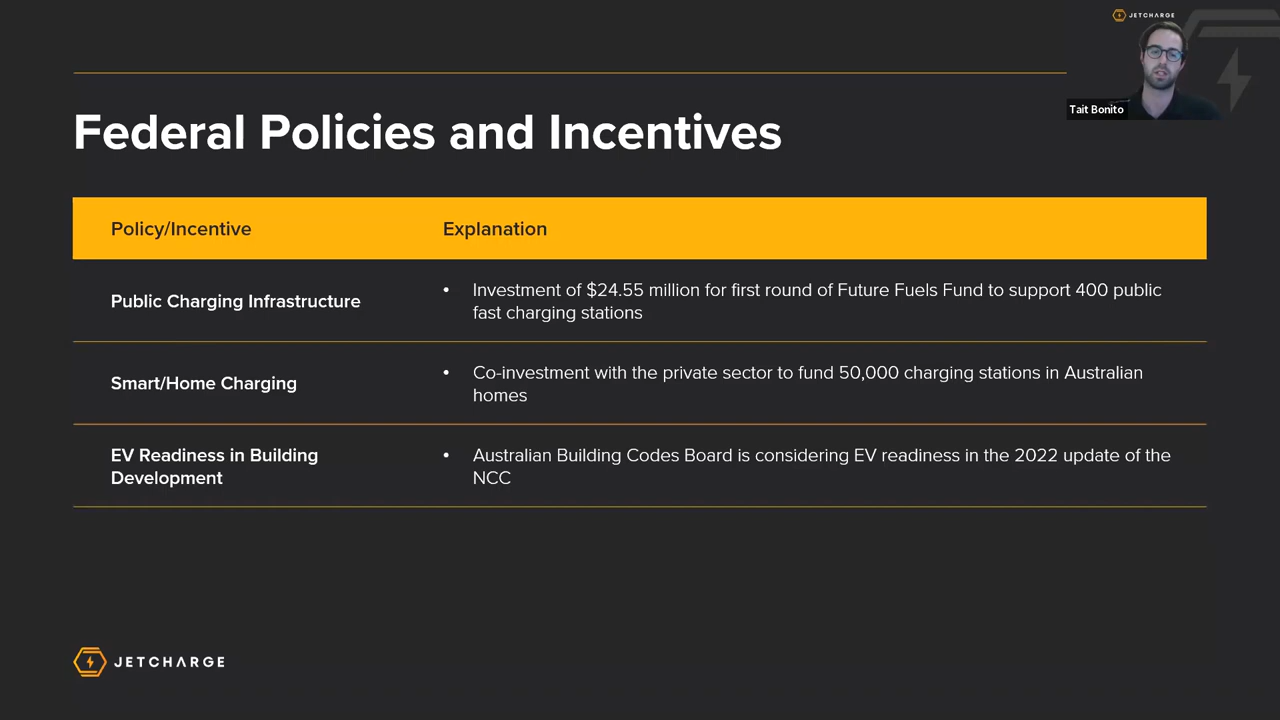 JETCHARGE
Tait Bonito
Federal Policies and Incentives
Policy/Incentive
Explanation
Public Charging Infrastructure
• Investment of $24.55 million for first round of Future Fuels Fund to support 400 public
fast charging stations
Smart/Home Charging
• Co-investment with the private sector to fund 50,000 charging stations in Australian
homes
EV Readiness in Building
Development
• Australian Building Codes Board is considering EV readiness in the 2022 update of the
NCC
JETCHARGE